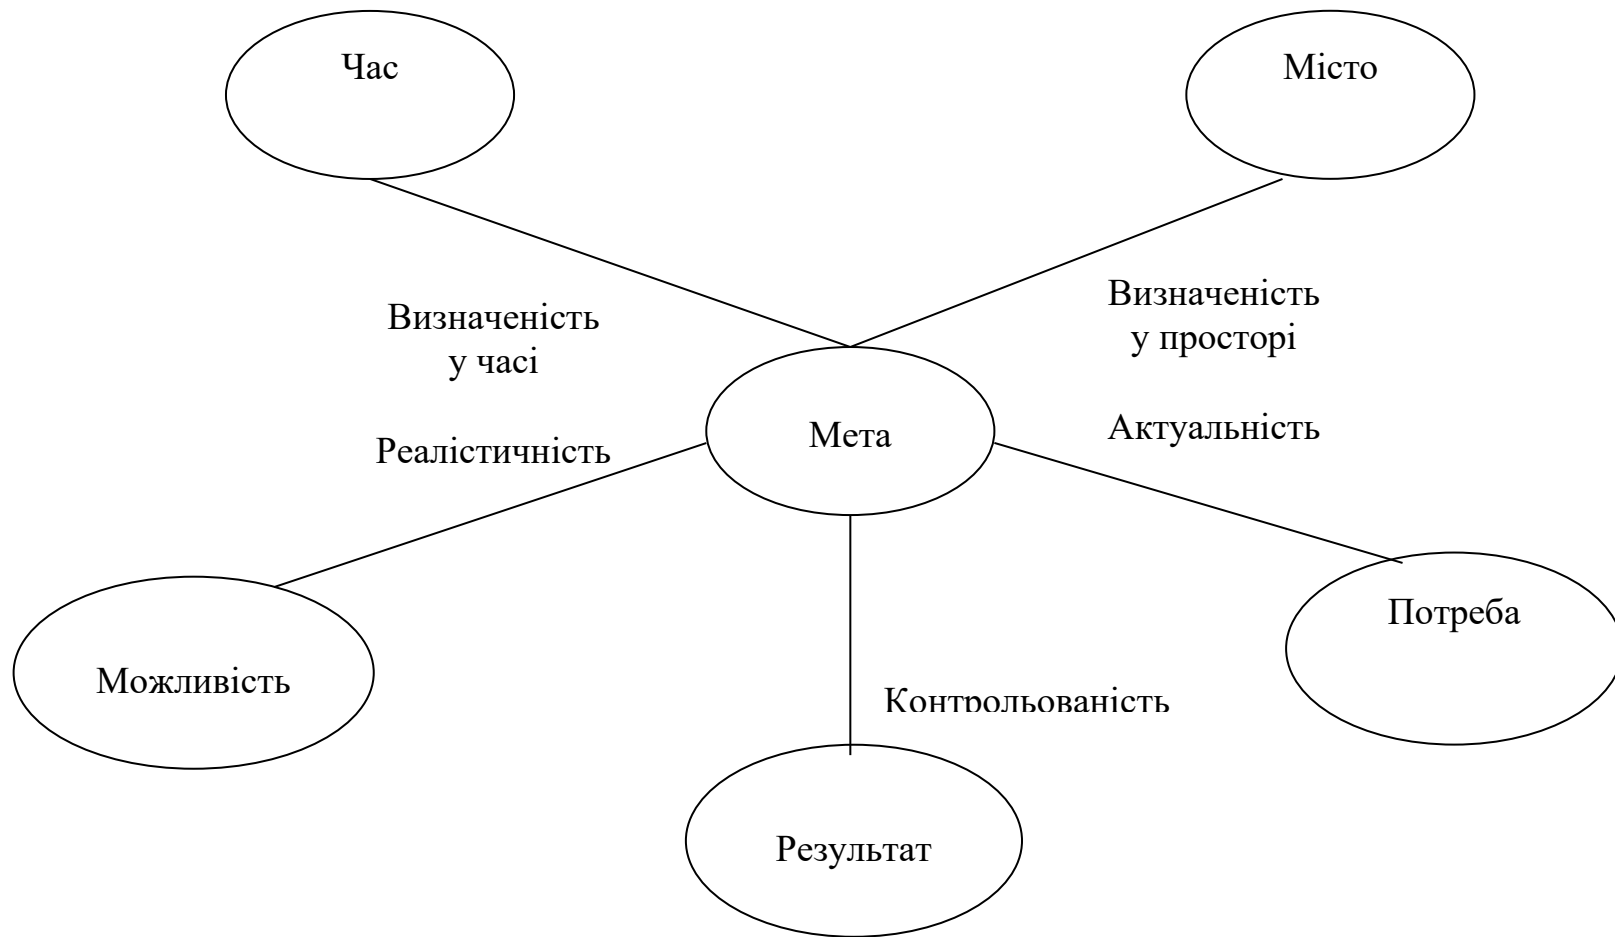 Час
Місто
Визначеність
у часі
Визначеність
у просторі
Реалістичність
Мета
Актуальність
Можливість
Потреба
Контрольованість
Результат